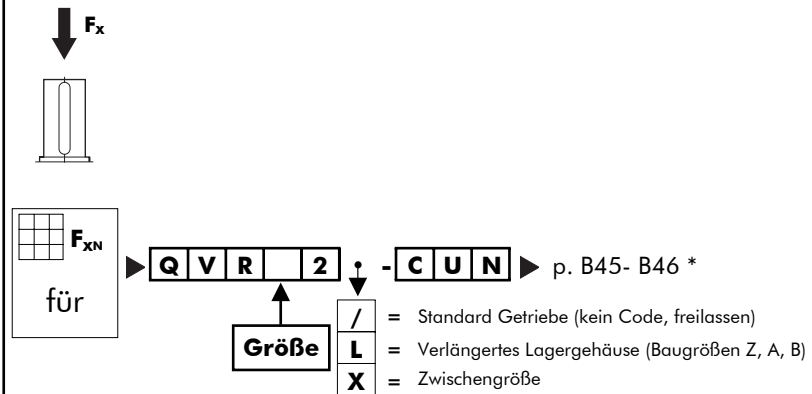 Fx
FxN
für
Q V R 2 • - C U N p. B45- B46 *
Größe
/ = Standard Getriebe (kein Code, freilassen)
L = Verlängertes Lagergehäuse (Baugrößen Z, A, B)
X = Zwischengröße